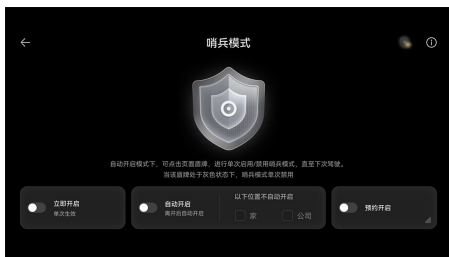 哨兵模式
自动开启模式下，可点击页面盾牌，进行单次启用/禁用哨兵模式，直至下次驾驶。
当该盾牌处于灰色状态下，哨兵模式单次禁用
立即开启
单次生效
自动开启
离开后自动开启
以下位置不自动开启
家
公司
预约开启